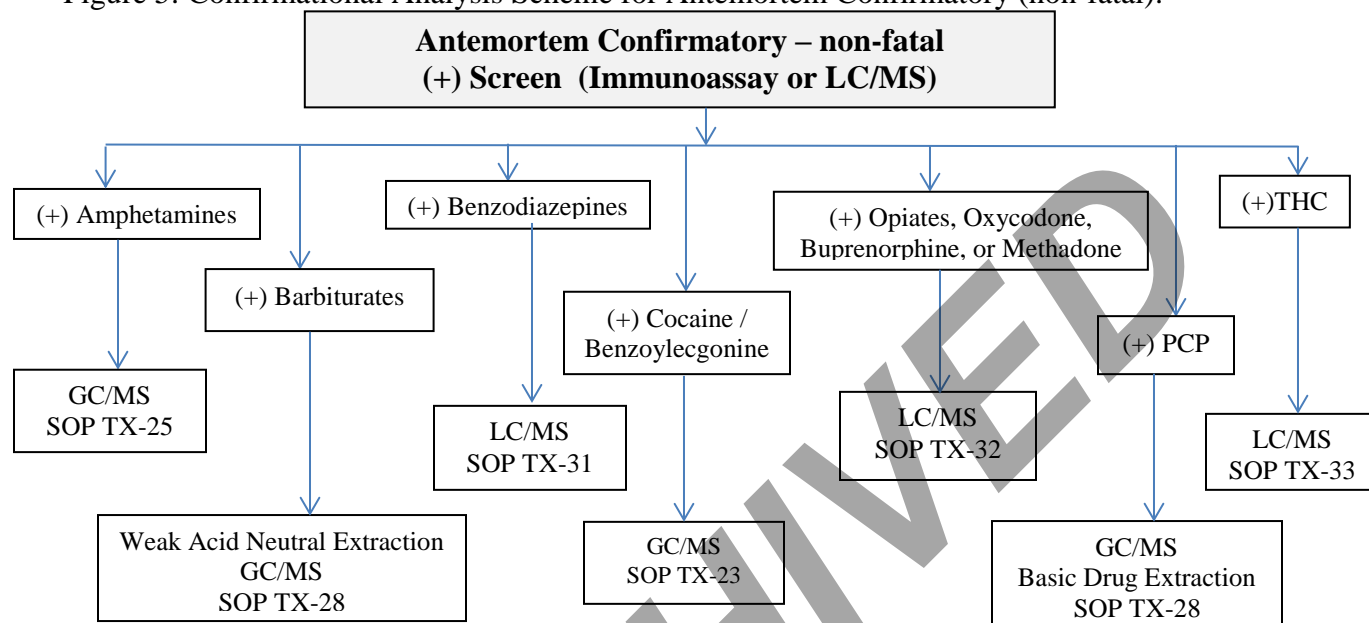 Figure 3: Confirmational Analysis Scheme for Antemortem Confirmatory (non-fatal).
Antemortem Confirmatory – non-fatal
(+) Screen (Immunoassay or LC/MS)
(+) Amphetamines
(+) Barbiturates
(+) Benzodiazepines
(+) Cocaine /
Benzoylecgonine
(+) Opiates, Oxycodone,
Buprenorphine, or Methadone
(+) PCP
(+)THC
GC/MS
SOP TX-25
Weak Acid Neutral Extraction
GC/MS
SOP TX-28
LC/MS
SOP TX-31
GC/MS
SOP TX-23
LC/MS
SOP TX-32
GC/MS
Basic Drug Extraction
SOP TX-28
LC/MS
SOP TX-33
HIVED